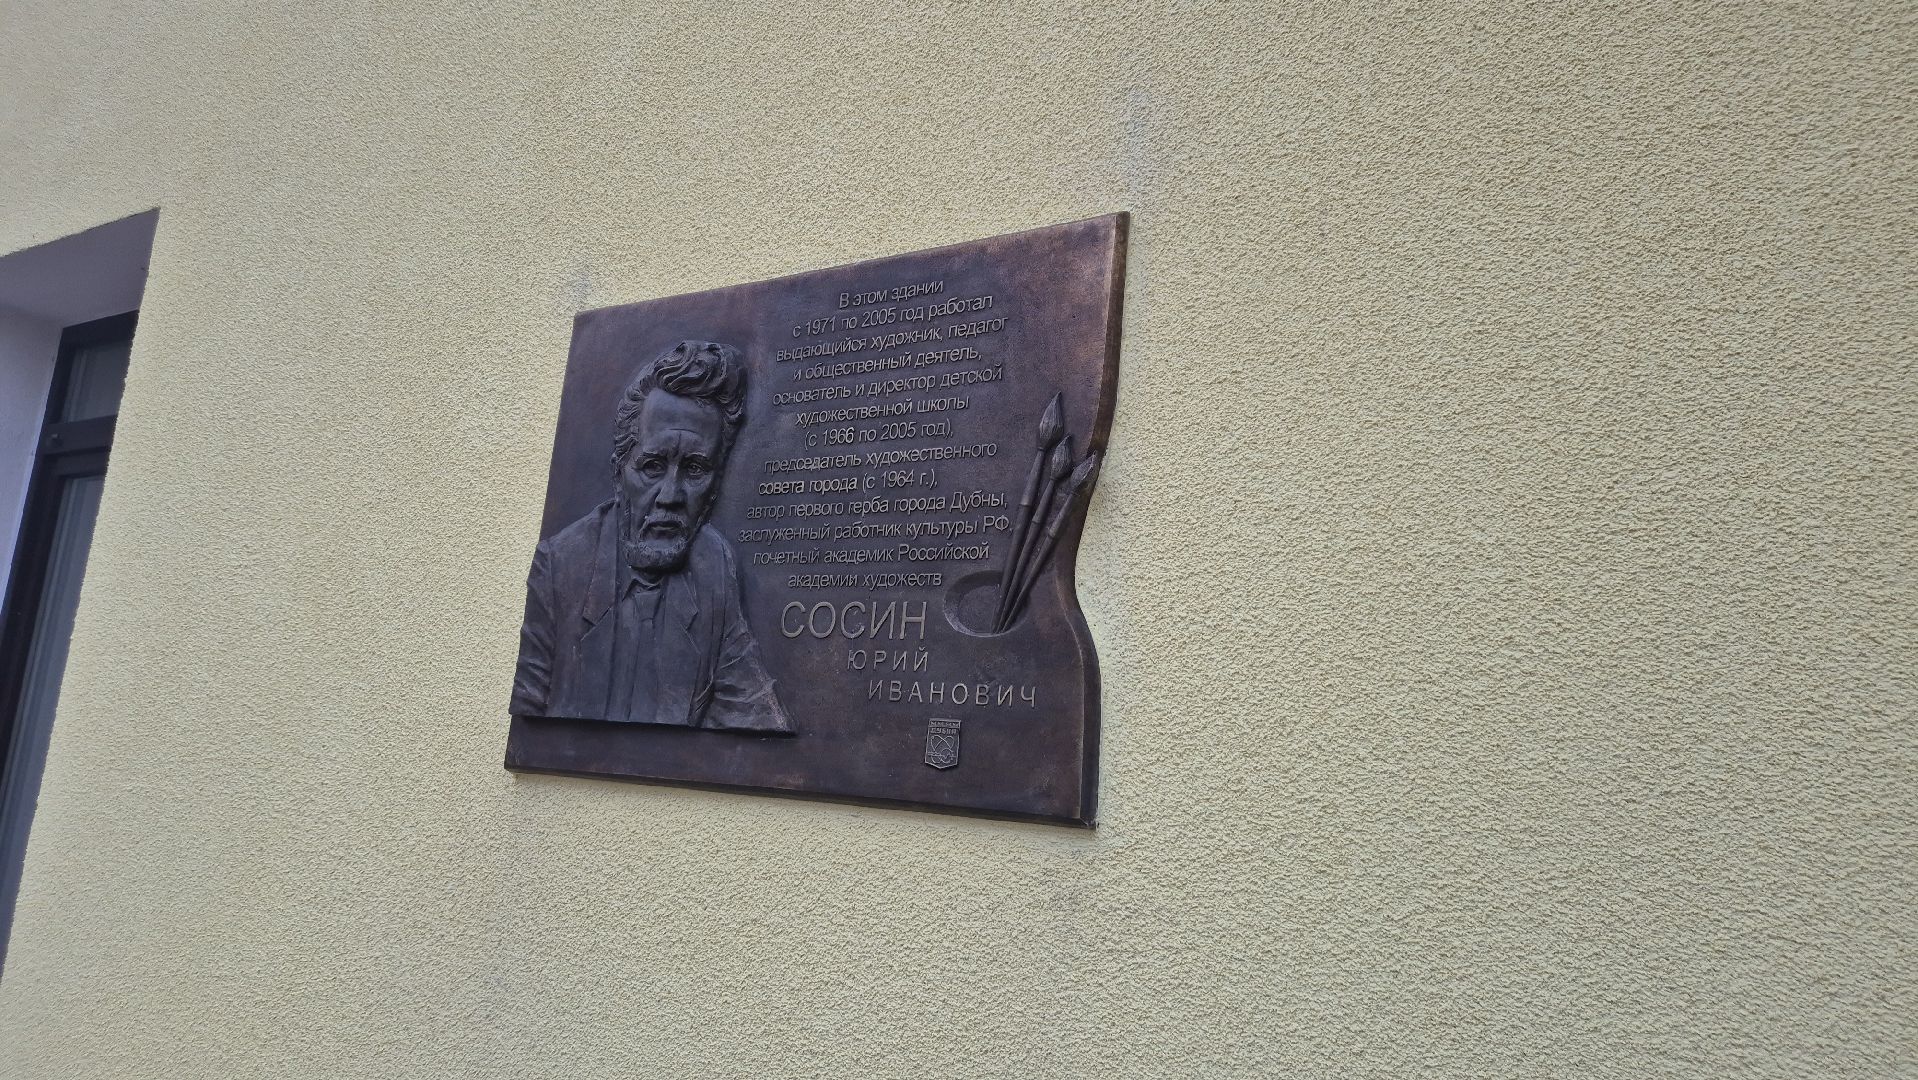 В этом здании
с 1971 по 2005 год работал
выдающийся художник, педагог
и общественный деятель,
основатель и директор детской
художественной школы
(с 1966 по 2005 год),
председатель художественного
совета города (с 1964 г.),
автор первого герба города Дубны,
заслуженный работник культуры РФ,
почетный академик Российской
академии художеств
СОСИН
ЮРИЙ
ИВАНОВИЧ
ДУБНА